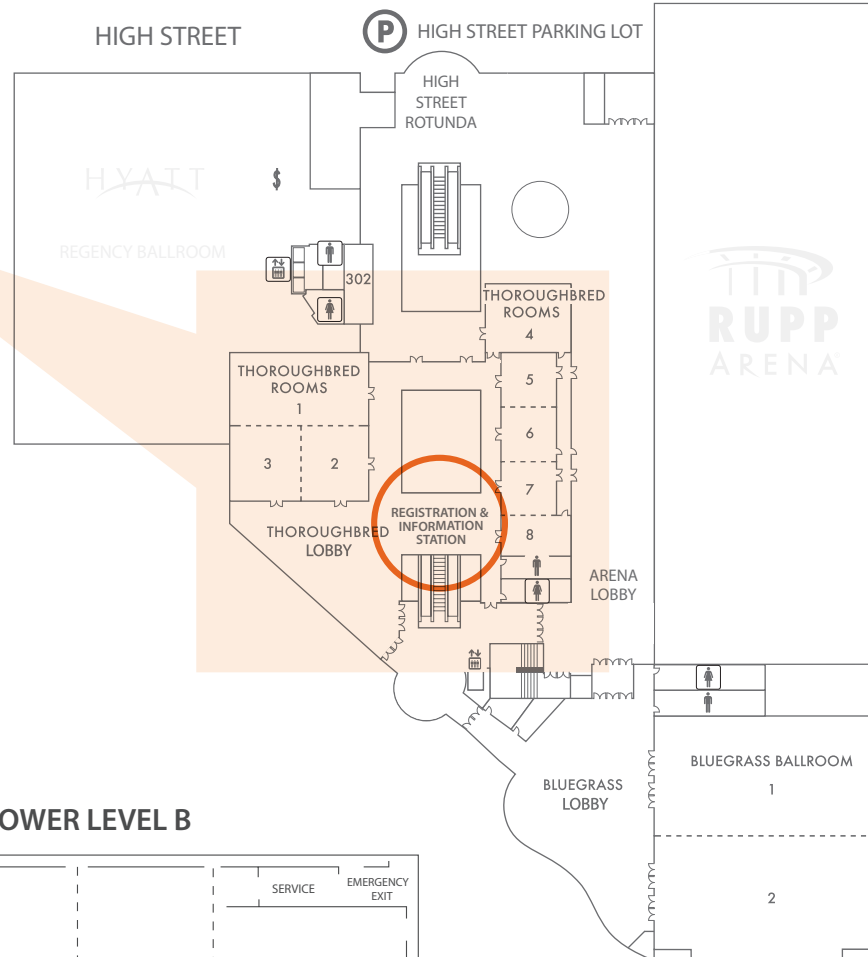 HIGH STREET
P HIGH STREET PARKING LOT
HIGH
STREET
ROTUNDA
HYATT
$
REGENCY BALLROOM
302
THOROUGHBRED
ROOMS
4
RUPP
ARENA
THOROUGHBRED
ROOMS
1
5
6
3
2
7
REGISTRATION &
INFORMATION
STATION
THOROUGHBRED
LOBBY
8
ARENA
LOBBY
BLUEGRASS BALLROOM
1
BLUEGRASS
LOBBY
OWER LEVEL B
SERVICE
EMERGENCY
EXIT
2